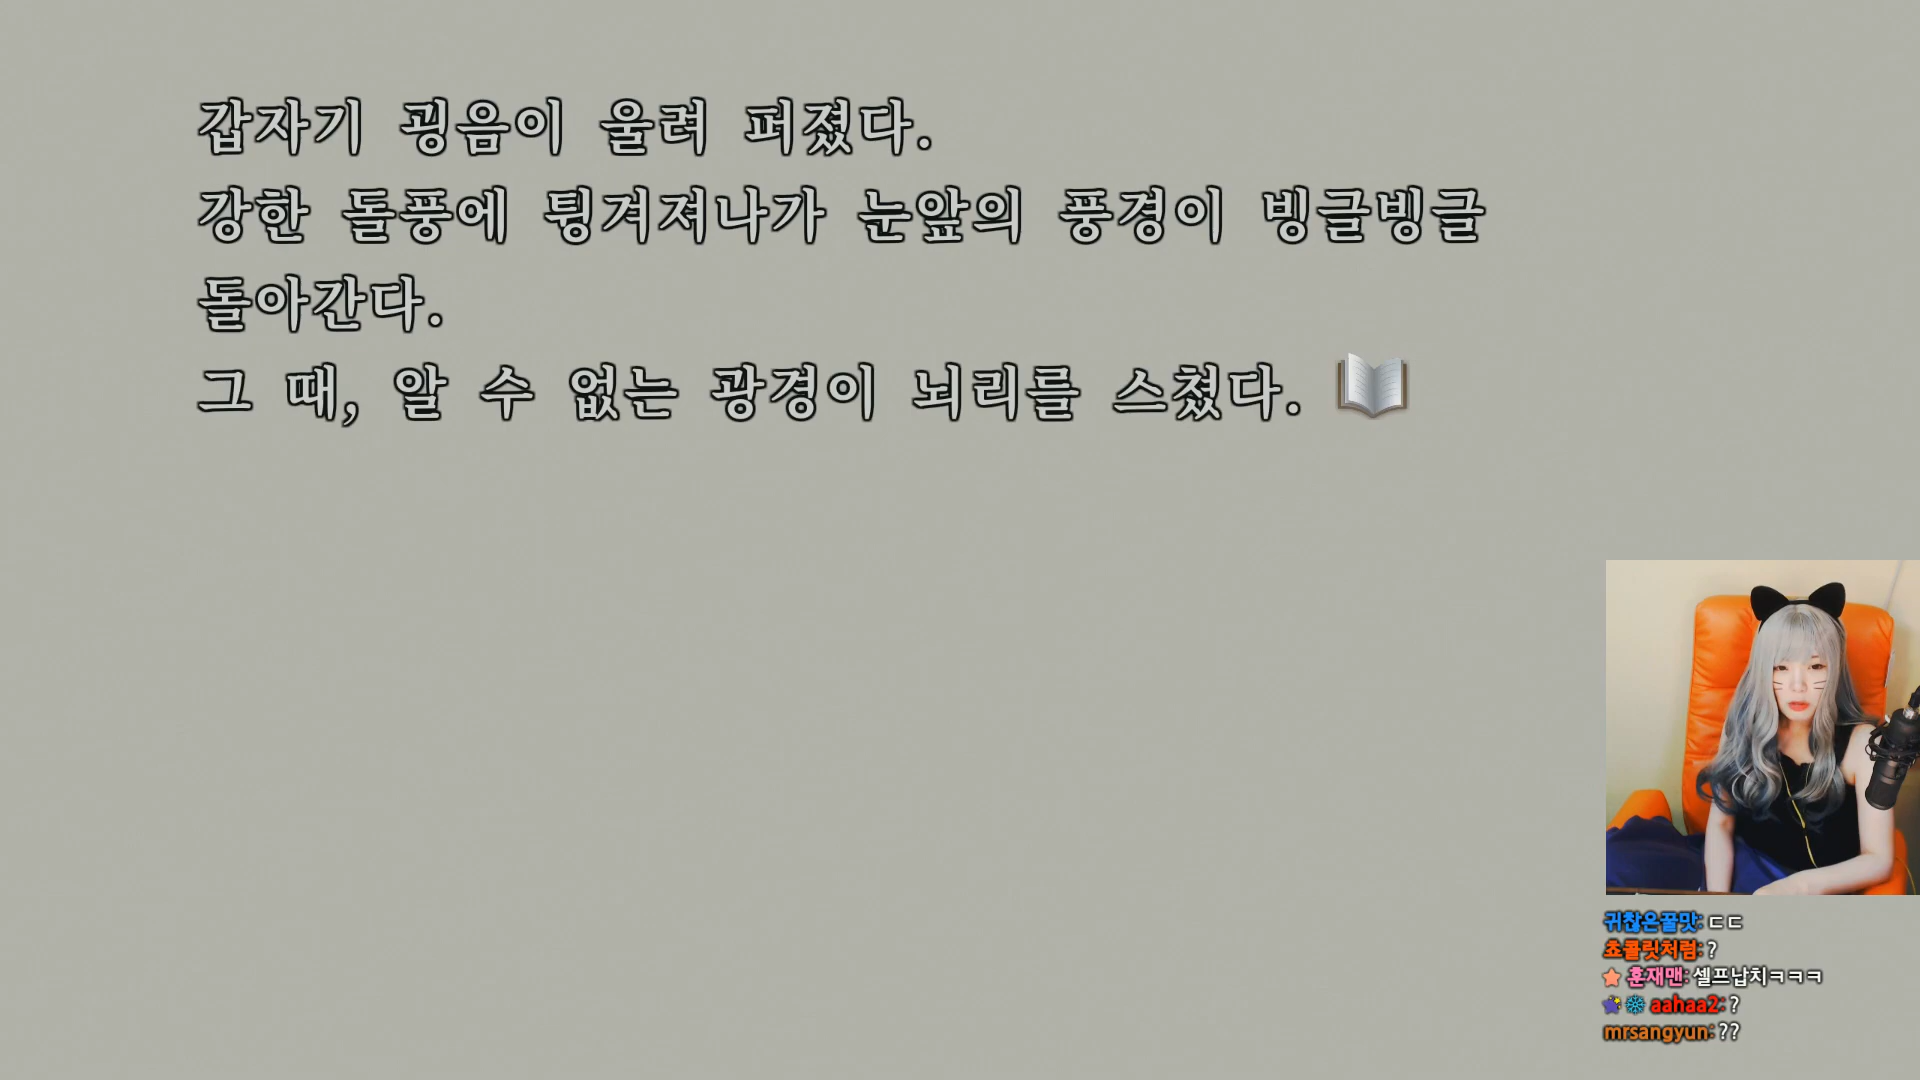 갑자기 굉음이 울려 퍼졌다.
강한 돌풍에 튕겨져나가 눈앞의 풍경이 빙글빙글
돌아간다.
그 때, 알 수 없는 광경이 뇌리를 스쳤다.
귀찮은꿀맛: ㄷㄷ
쵸콜릿처럼: ?
훈재맨: 셀프납치ㅋㅋㅋ
aahaa2: ?
mrsangyun: ??